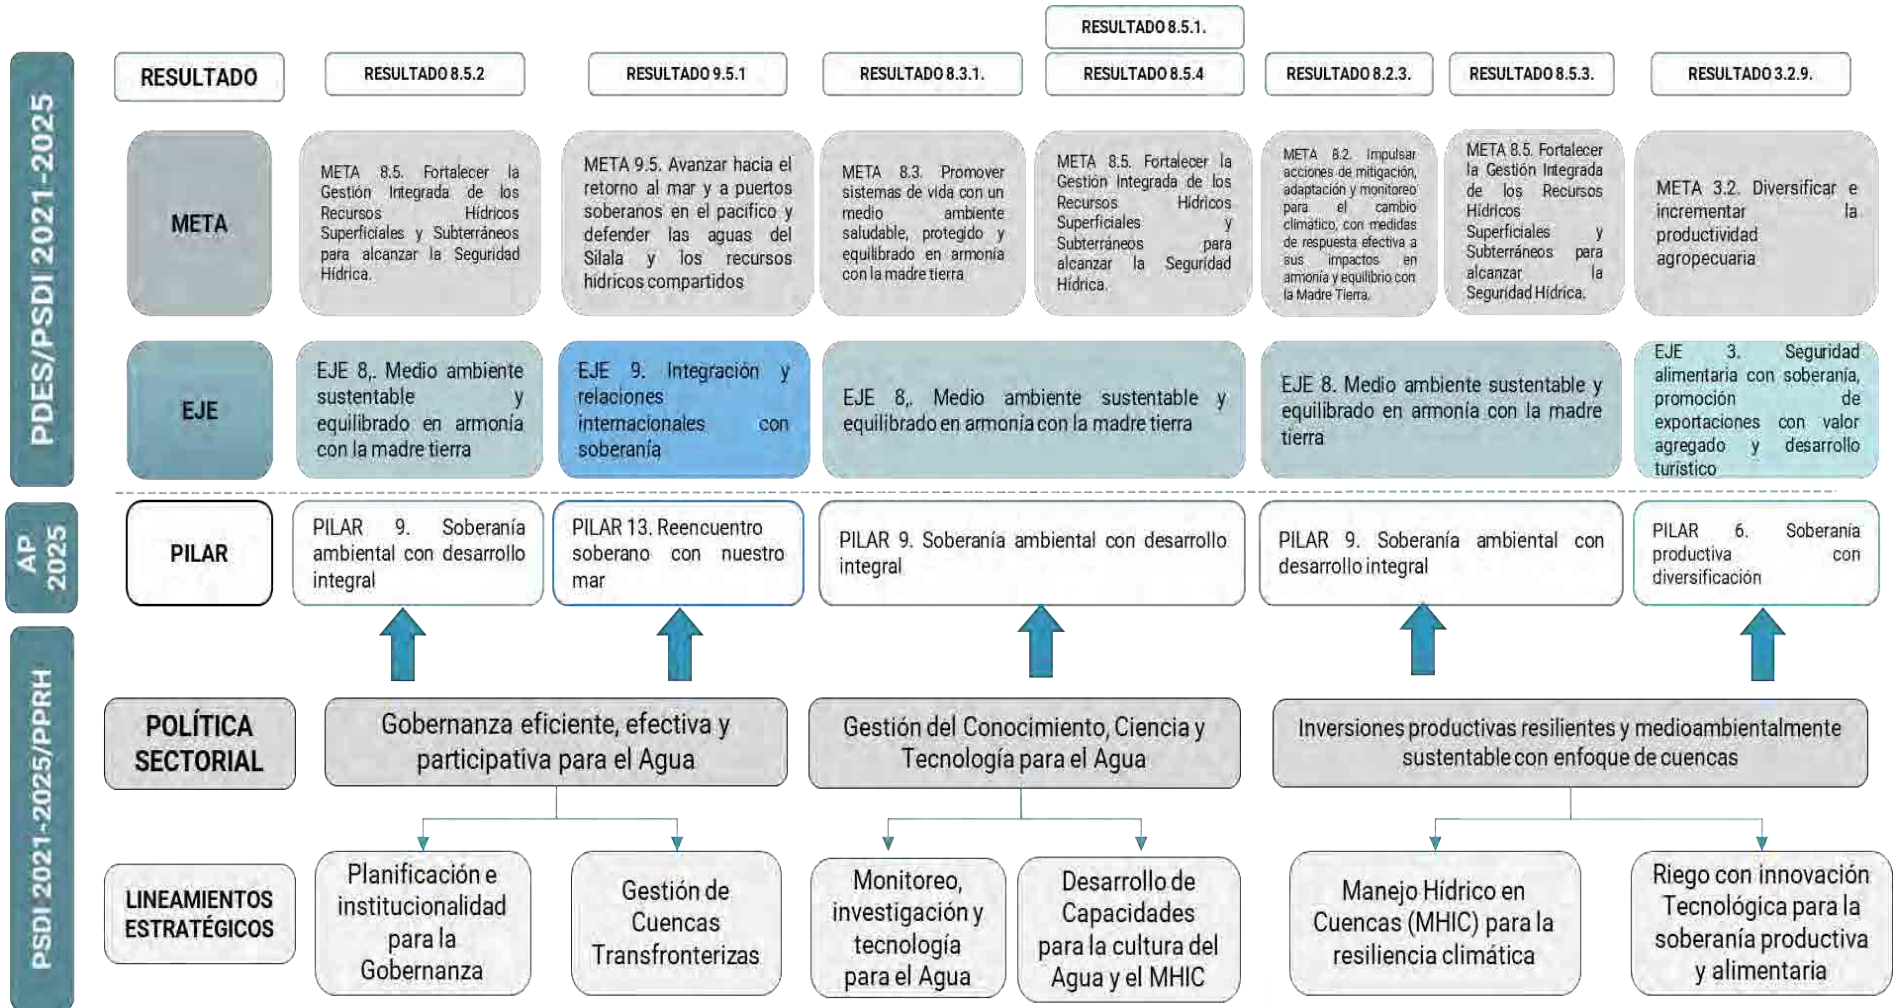 PDES/PSDI 2021-2025
RESULTADO
RESULTADO 8.5.2
RESULTADO 9.5.1
RESULTADO 8.3.1.
RESULTADO 8.5.1.
RESULTADO 8.5.4
RESULTADO 8.2.3.
RESULTADO 8.5.3.
RESULTADO 3.2.9.
META
META 8.5. Fortalecer la
Gestión Integrada de los
Recursos Hídricos
Superficiales y Subterráneos
para alcanzar la Seguridad
Hídrica.
META 9.5. Avanzar hacia el
retorno al mar y a puertos
soberanos en el pacífico y
defender las aguas del
Silala y los recursos
hídricos compartidos
META 8.3. Promover
sistemas de vida con un
medio ambiente
saludable, protegido y
equilibrado en armonía
con la madre tierra
META 8.5. Fortalecer la
Gestión Integrada de los
Recursos Hídricos
Superficiales y
Subterráneos para
alcanzar la Seguridad
Hídrica.
META 8.2. Impulsar
acciones de mitigación,
adaptación y monitoreo
para el cambio
climático, con medidas
de respuesta efectiva a
sus impactos en
armonía y equilibrio con
la Madre Tierra.
META 8.5. Fortalecer
la Gestión Integrada
de los Recursos
Hídricos
Superficiales y
Subterráneos para
alcanzar la
Seguridad Hídrica.
META 3.2. Diversificar e
incrementar la
productividad
agropecuaria
EJE
EJE 8,. Medio ambiente
sustentable y
equilibrado en armonía
con la madre tierra
EJE 9. Integración y
relaciones
internacionales con
soberanía
EJE 8,. Medio ambiente sustentable y
equilibrado en armonía con la madre tierra
EJE 8. Medio ambiente sustentable y
equilibrado en armonía con la madre
tierra
EJE 3. Seguridad
alimentaria con soberanía,
promoción de
exportaciones con valor
agregado y desarrollo
turístico
AP
2025
PILAR
PILAR 9. Soberanía
ambiental con desarrollo
integral
PILAR 13. Reencuentro
soberano con nuestro
mar
PILAR 9. Soberanía ambiental con desarrollo
integral
PILAR 9. Soberanía ambiental con
desarrollo integral
PILAR 6. Soberanía
productiva con
diversificación
PSDI 2021-2025/PPRH
POLÍTICA
SECTORIAL
Gobernanza eficiente, efectiva y
participativa para el Agua
Gestión del Conocimiento, Ciencia y
Tecnología para el Agua
Inversiones productivas resilientes y medioambientalmente
sustentable con enfoque de cuencas
LINEAMIENTOS
ESTRATÉGICOS
Planificación e
institucionalidad
para la
Gobernanza
Gestión de
Cuencas
Transfronterizas
Monitoreo,
investigación y
tecnología
para el Agua
Desarrollo de
Capacidades
para la cultura del
Agua y el MHIC
Manejo Hídrico en
Cuencas (MHIC) para la
resiliencia climática
Riego con innovación
Tecnológica para la
soberanía productiva
y alimentaria